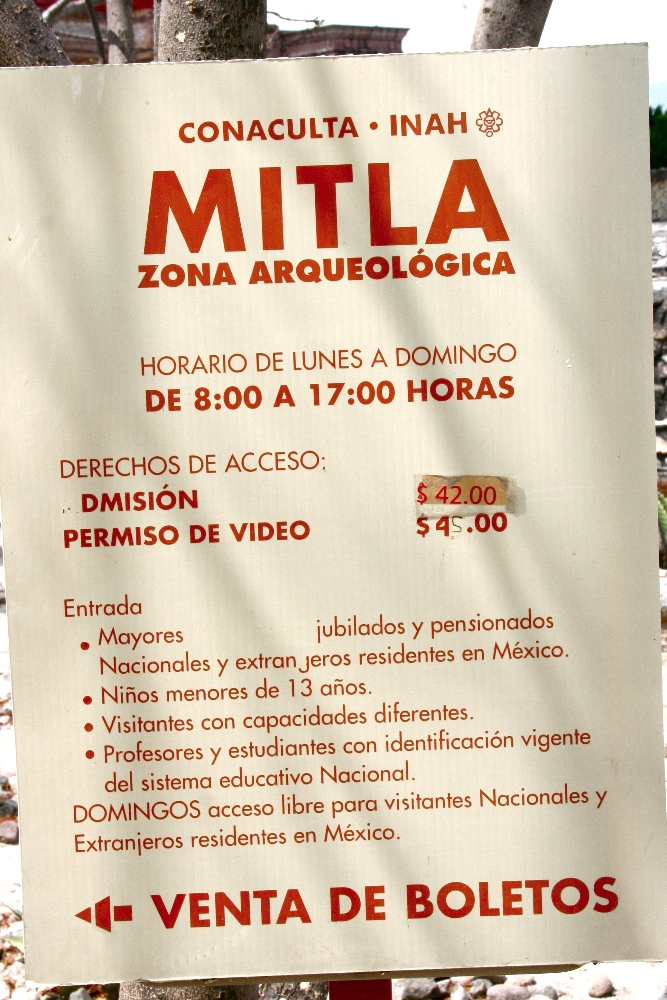 CONACULTA • INAH
MITLA
ZONA ARQUEOLÓGICA
HORARIO DE LUNES A DOMINGO
DE 8:00 A 17:00 HORAS
DERECHOS DE ACCESO:
DMISIÓN $ 42.00
PERMISO DE VIDEO $ 45.00
Entrada
• Mayores jubilados y pensionados
Nacionales y extranjeros residentes en México.
• Niños menores de 13 años.
• Visitantes con capacidades diferentes.
• Profesores y estudiantes con identificación vigente
del sistema educativo Nacional.
DOMINGOS acceso libre para visitantes Nacionales y
Extranjeros residentes en México.
VENTA DE BOLETOS